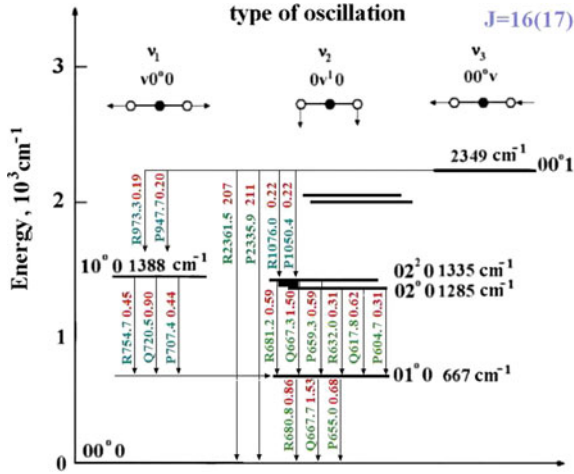 type of oscillation
J=16(17)
ν₁
ν₂
ν₃
v0°0
0v¹0
00°v
3
2
1
0
Energy, 10³cm⁻¹
2349 cm⁻¹
00°1
R973.3 0.19
P947.7 0.20
R2361.5 207
P2335.9 211
R1076.0 0.22
P1050.4 0.22
10°0 1388 cm⁻¹
02²0 1335 cm⁻¹
02°0 1285 cm⁻¹
R754.7 0.45
Q720.5 0.90
P707.4 0.44
R681.2 0.59
Q667.3 1.50
P659.3 0.59
R632.0 0.31
Q617.8 0.62
P604.7 0.31
01°0 667 cm⁻¹
R680.8 0.86
Q667.7 1.53
P655.0 0.68
00°0